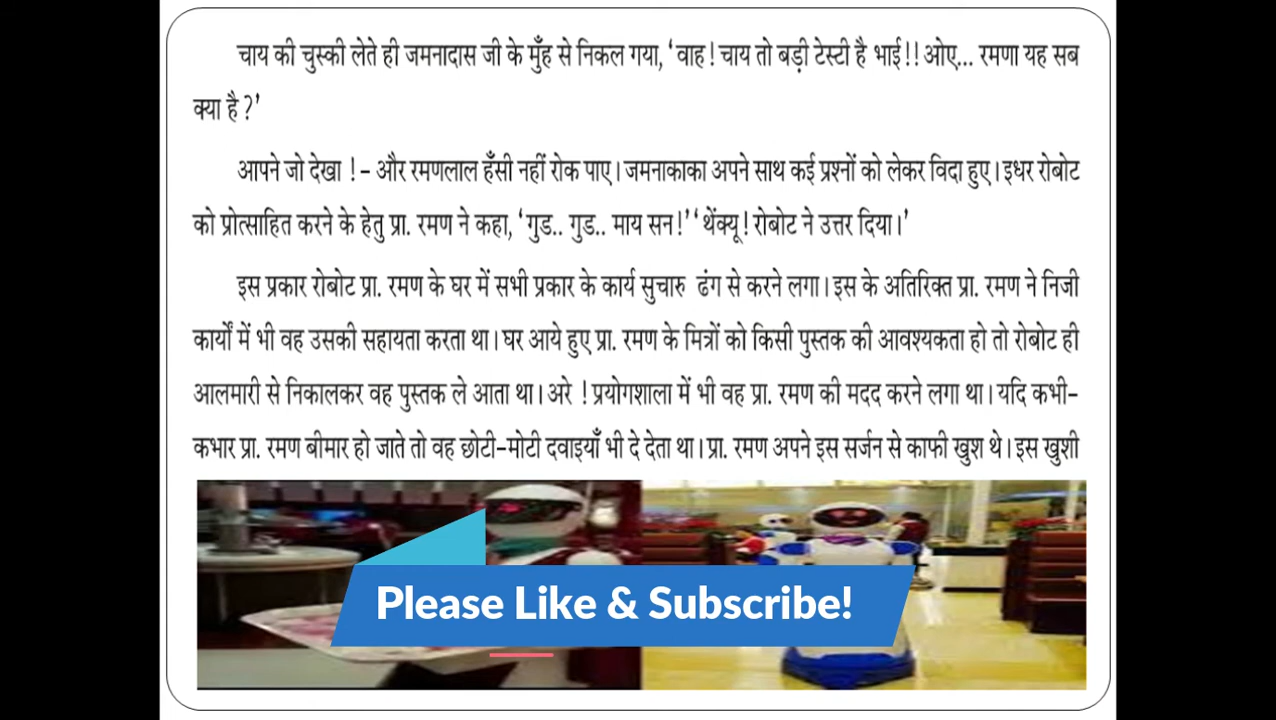 चाय की चुस्की लेते ही जमनादास जी के मुँह से निकल गया, ‘वाह ! चाय तो बड़ी टेस्टी है भाई!! ओए... रमणा यह सब
क्या है ?’
आपने जो देखा ! – और रमणलाल हँसी नहीं रोक पाए। जमनाकाका अपने साथ कई प्रश्नों को लेकर विदा हुए। इधर रोबोट
को प्रोत्साहित करने के हेतु प्रा. रमण ने कहा, ‘गुड.. गुड.. माय सन !’ ‘थेंक्यू ! रोबोट ने उत्तर दिया।’
इस प्रकार रोबोट प्रा. रमण के घर में सभी प्रकार के कार्य सुचारु ढंग से करने लगा। इस के अतिरिक्त प्रा. रमण ने निजी
कार्यों में भी वह उसकी सहायता करता था। घर आये हुए प्रा. रमण के मित्रों को किसी पुस्तक की आवश्यकता हो तो रोबोट ही
आलमारी से निकालकर वह पुस्तक ले आता था। अरे ! प्रयोगशाला में भी वह प्रा. रमण की मदद करने लगा था। यदि कभी-
कभार प्रा. रमण बीमार हो जाते तो वह छोटी-मोटी दवाइयाँ भी दे देता था। प्रा. रमण अपने इस सर्जन से काफी खुश थे। इस खुशी
Please Like & Subscribe!